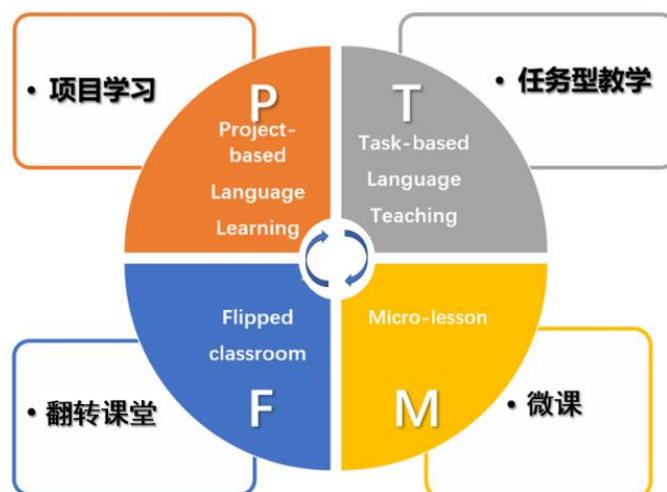 • 项目学习
P
Project-
based
Language
Learning
T
Task-based
Language
Teaching
• 任务型教学
Flipped
classroom
F
• 翻转课堂
Micro-lesson
M
• 微课